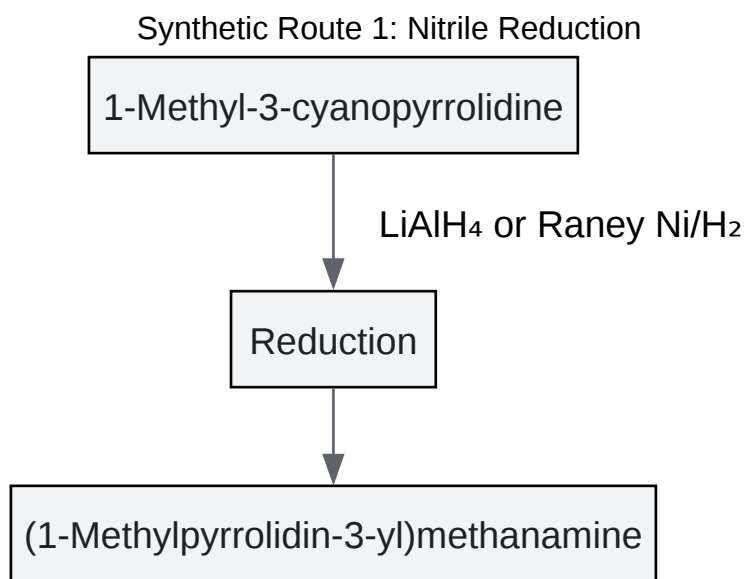 Synthetic Route 1: Nitrile Reduction
1-Methyl-3-cyanopyrrolidine
LiAlH₄ or Raney Ni/H₂
Reduction
(1-Methylpyrrolidin-3-yl)methanamine